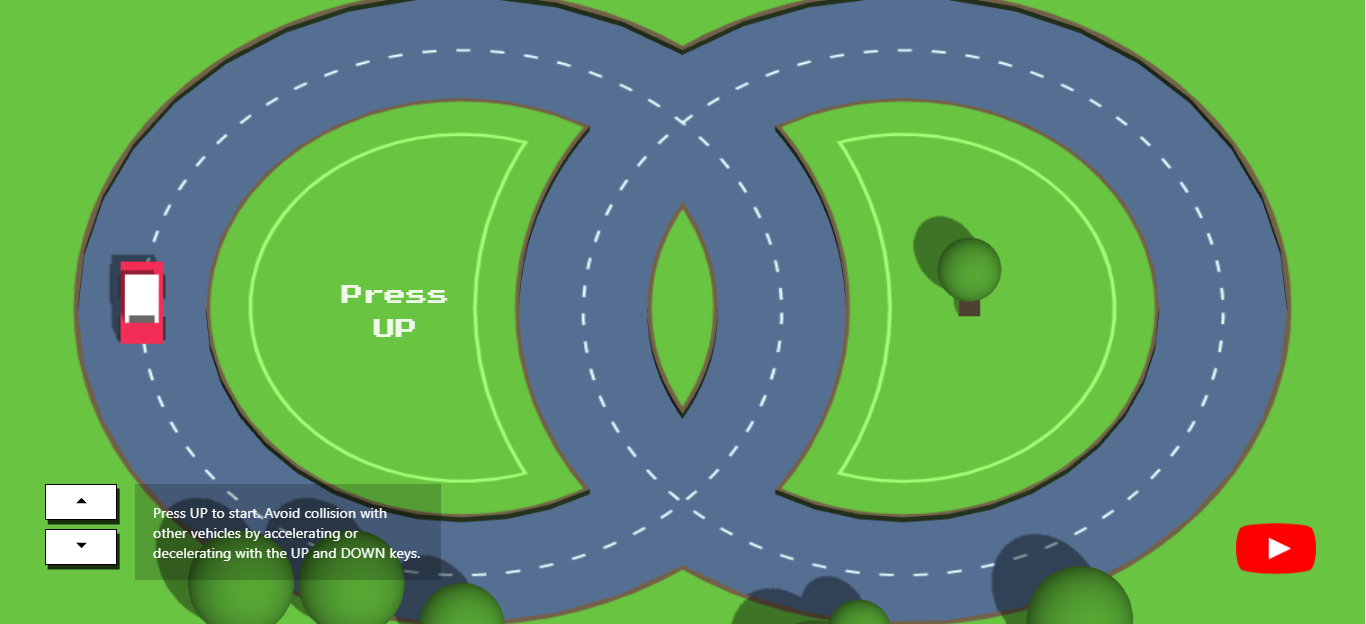 Press
UP
Press UP to start. Avoid collision with
other vehicles by accelerating or
decelerating with the UP and DOWN keys.